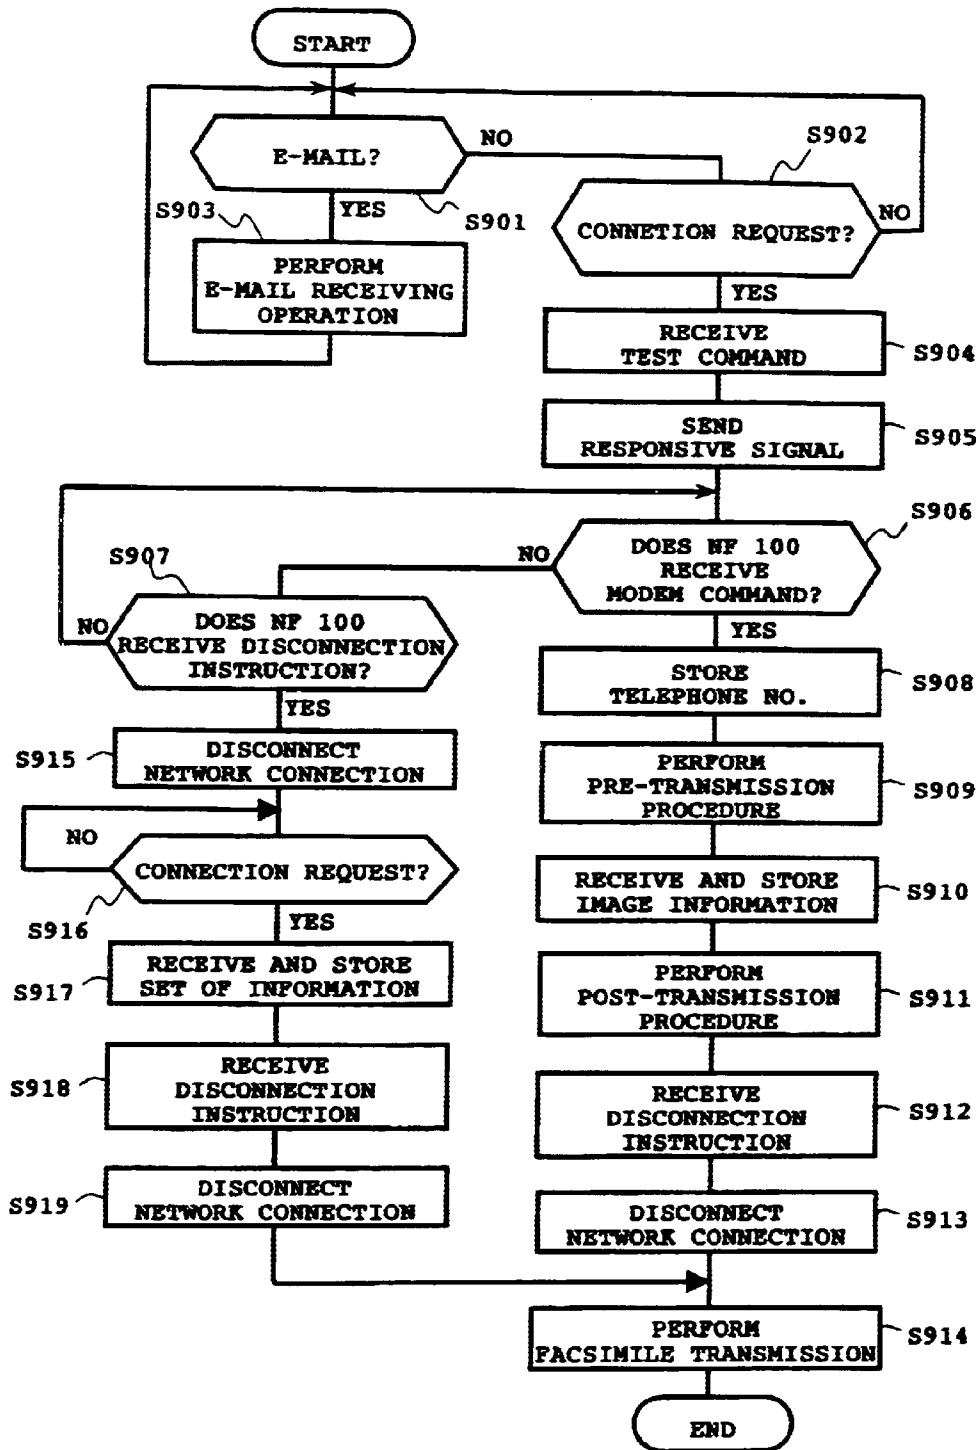 START
E-MAIL?
NO
S902
S903
YES
S901
CONNETION REQUEST?
NO
PERFORM
E-MAIL RECEIVING
OPERATION
YES
RECEIVE
TEST COMMAND
S904
SEND
RESPONSIVE SIGNAL
S905
S906
DOES NF 100
RECEIVE
MODEM COMMAND?
NO
S907
YES
DOES NF 100
RECEIVE DISCONNECTION
INSTRUCTION?
NO
STORE
TELEPHONE NO.
S908
YES
S915
DISCONNECT
NETWORK CONNECTION
PERFORM
PRE-TRANSMISSION
PROCEDURE
S909
NO
CONNECTION REQUEST?
S916
YES
RECEIVE AND STORE
IMAGE INFORMATION
S910
S917
RECEIVE AND STORE
SET OF INFORMATION
PERFORM
POST-TRANSMISSION
PROCEDURE
S911
S918
RECEIVE
DISCONNECTION
INSTRUCTION
RECEIVE
DISCONNECTION
INSTRUCTION
S912
S919
DISCONNECT
NETWORK CONNECTION
DISCONNECT
NETWORK CONNECTION
S913
PERFORM
FACSIMILE TRANSMISSION
S914
END